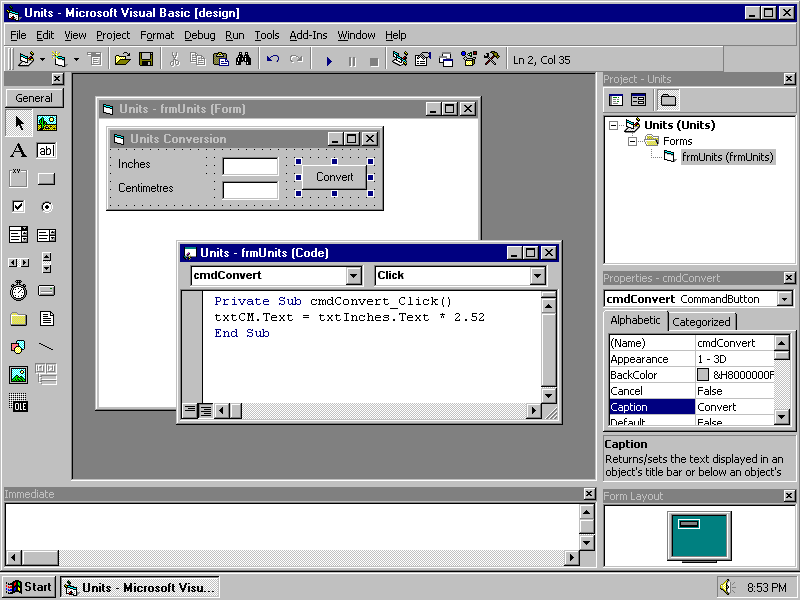 Units - Microsoft Visual Basic [design]
File Edit View Project Format Debug Run Tools Add-Ins Window Help
Ln 2, Col 35
General
A
ab|
XY
OLE
Units - frmUnits (Form)
Units Conversion
Inches
Centimetres
Convert
Units - frmUnits (Code)
cmdConvert Click
Private Sub cmdConvert_Click()
txtCM.Text = txtInches.Text * 2.52
End Sub
Project - Units
Units (Units)
Forms
frmUnits (frmUnits)
Properties - cmdConvert
cmdConvert CommandButton
Alphabetic Categorized
(Name) cmdConvert
Appearance 1 - 3D
BackColor &H8000000F
Cancel False
Caption Convert
Default False
Caption
Returns/sets the text displayed in an
object's title bar or below an object's
Immediate
Form Layout
Start Units - Microsoft Visu... 8:53 PM